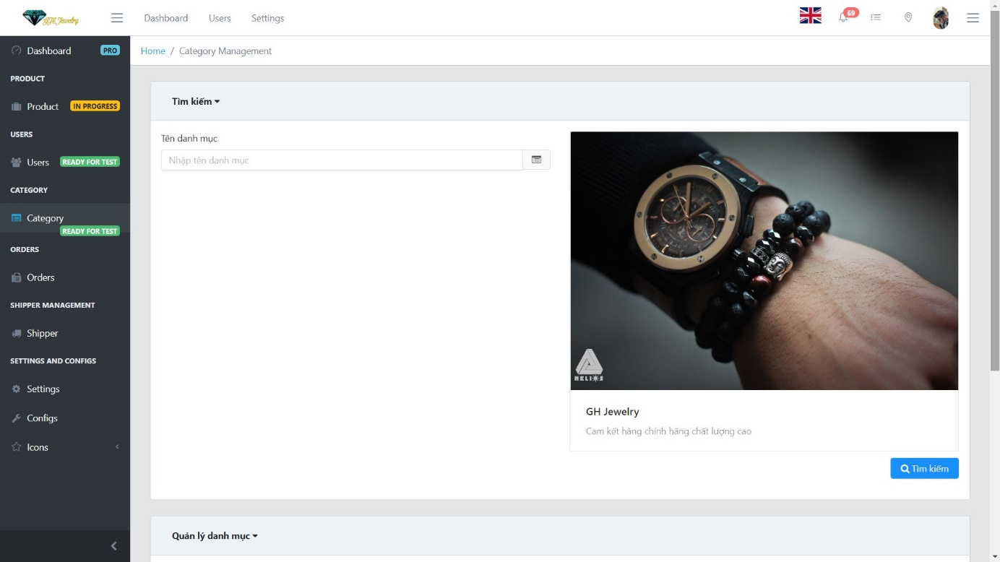 GH Jewelry
Dashboard
Users
Settings
69
Dashboard PRO
Home / Category Management
PRODUCT
Product IN PROGRESS
USERS
Users READY FOR TEST
CATEGORY
Category
READY FOR TEST
ORDERS
Orders
SHIPPER MANAGEMENT
Shipper
SETTINGS AND CONFIGS
Settings
Configs
Icons
Tìm kiếm
Tên danh mục
Nhập tên danh mục
HELIOS
GH Jewelry
Cam kết hàng chính hãng chất lượng cao
Tìm kiếm
Quản lý danh mục